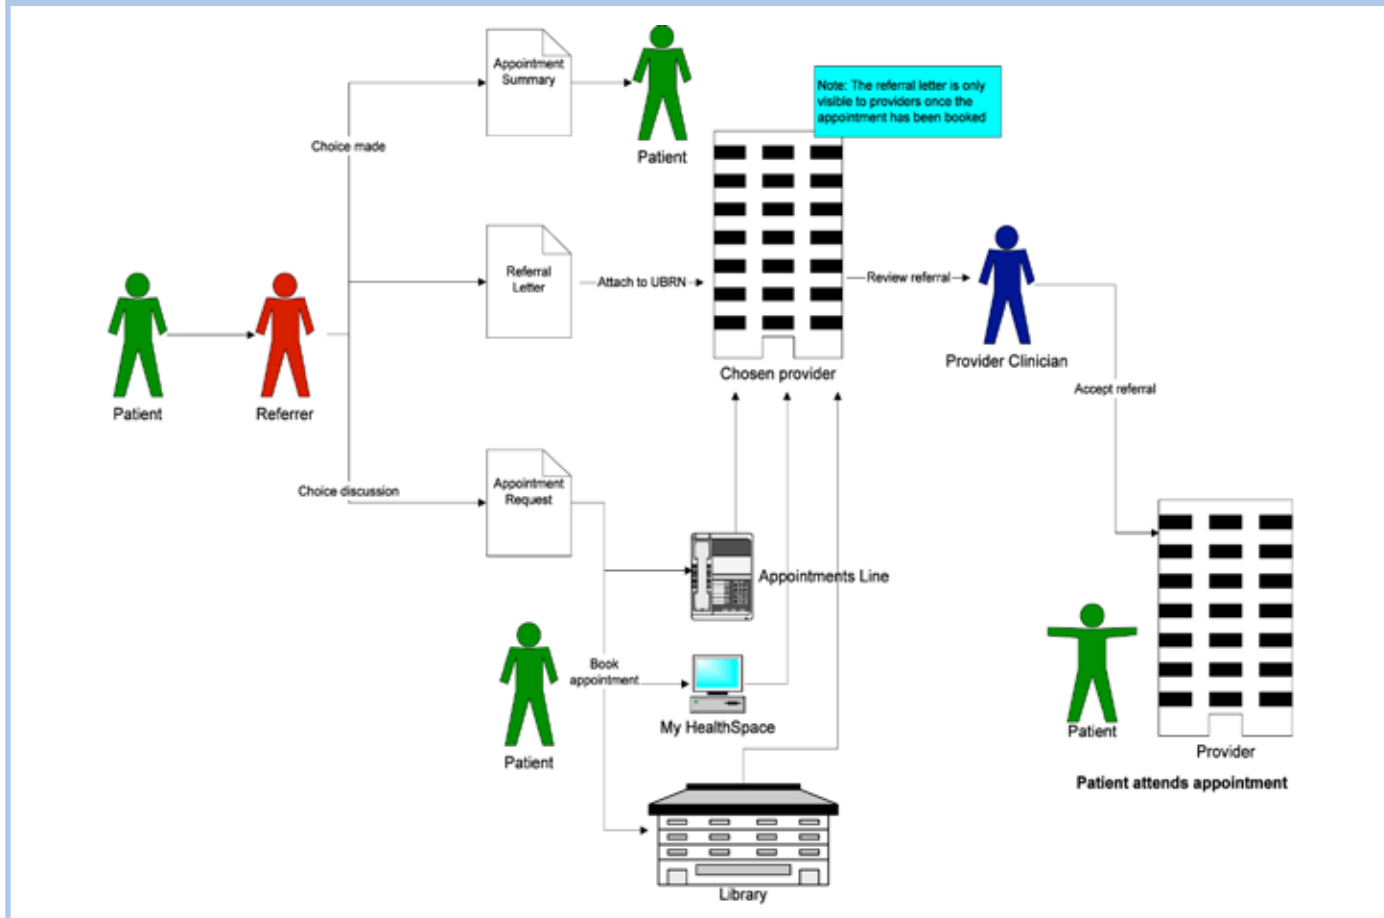 Appointment
Summary
Note: The referral letter is only
visible to providers once the
appointment has been booked
Choice made
Patient
Referral
Letter
Attach to UBRN
Review referral
Provider Clinician
Chosen provider
Accept referral
Patient
Referrer
Choice discussion
Appointment
Request
Appointments Line
Book
appointment
My HealthSpace
Patient
Patient
Provider
Patient attends appointment
Library